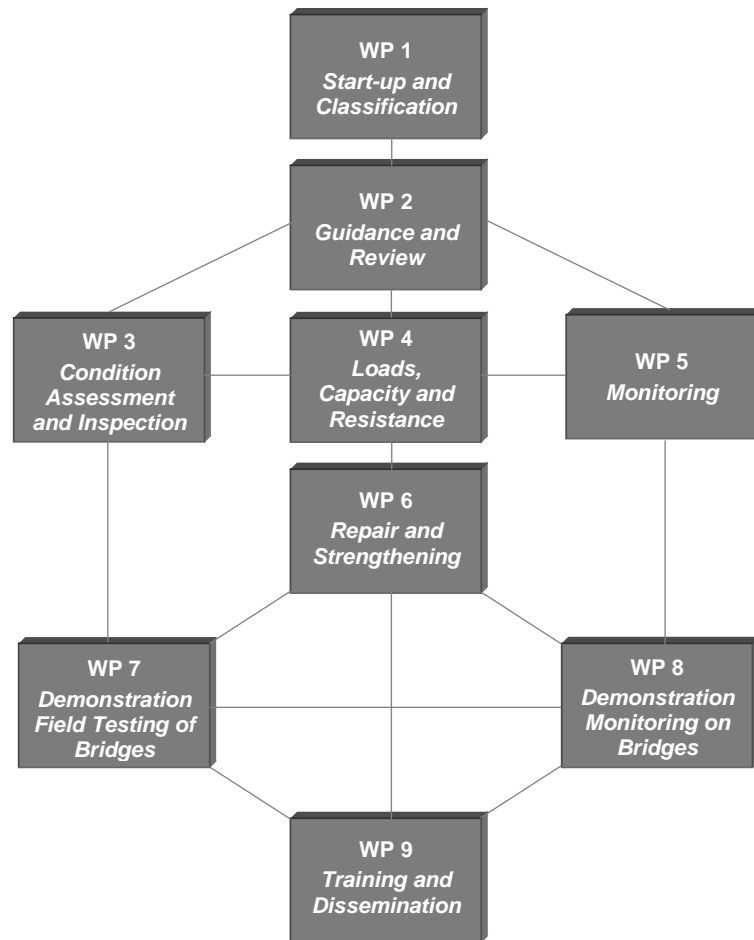 WP 1
Start-up and
Classification
WP 2
Guidance and
Review
WP 3
Condition
Assessment
and Inspection
WP 4
Loads,
Capacity and
Resistance
WP 5
Monitoring
WP 6
Repair and
Strengthening
WP 7
Demonstration
Field Testing of
Bridges
WP 8
Demonstration
Monitoring on
Bridges
WP 9
Training and
Dissemination